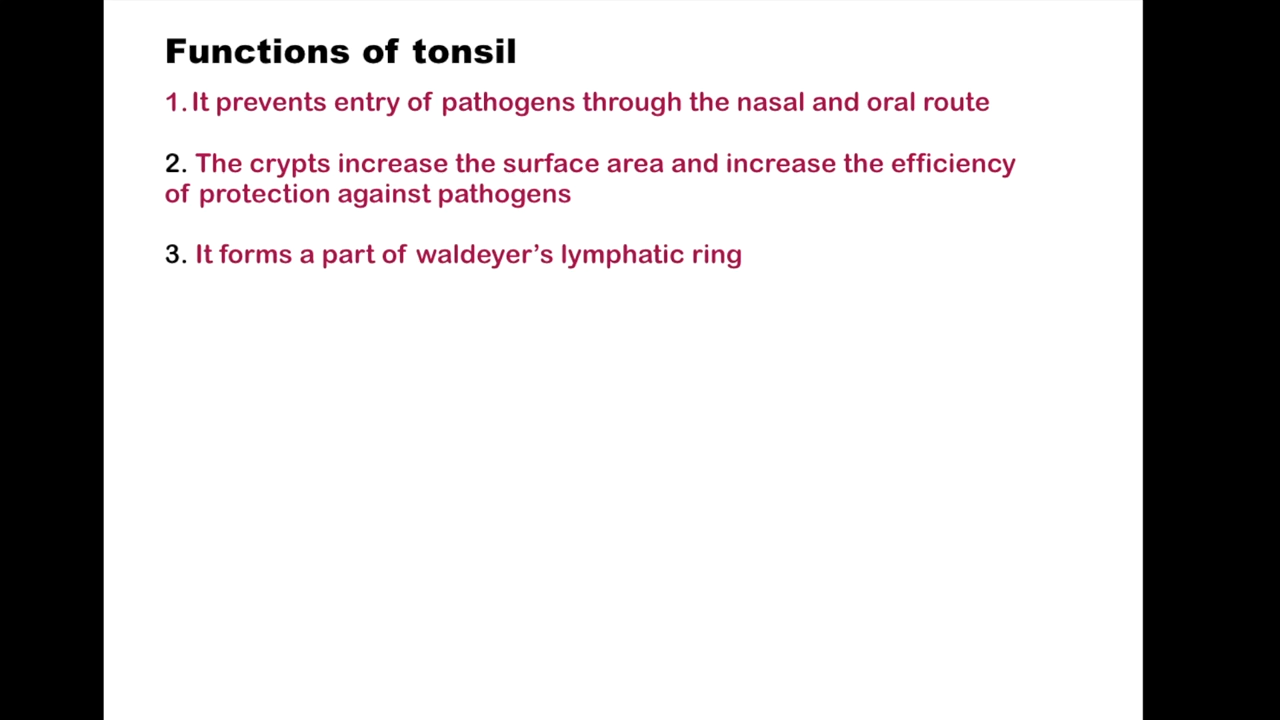 Functions of tonsil
1. It prevents entry of pathogens through the nasal and oral route
2. The crypts increase the surface area and increase the efficiency
of protection against pathogens
3. It forms a part of waldeyer’s lymphatic ring